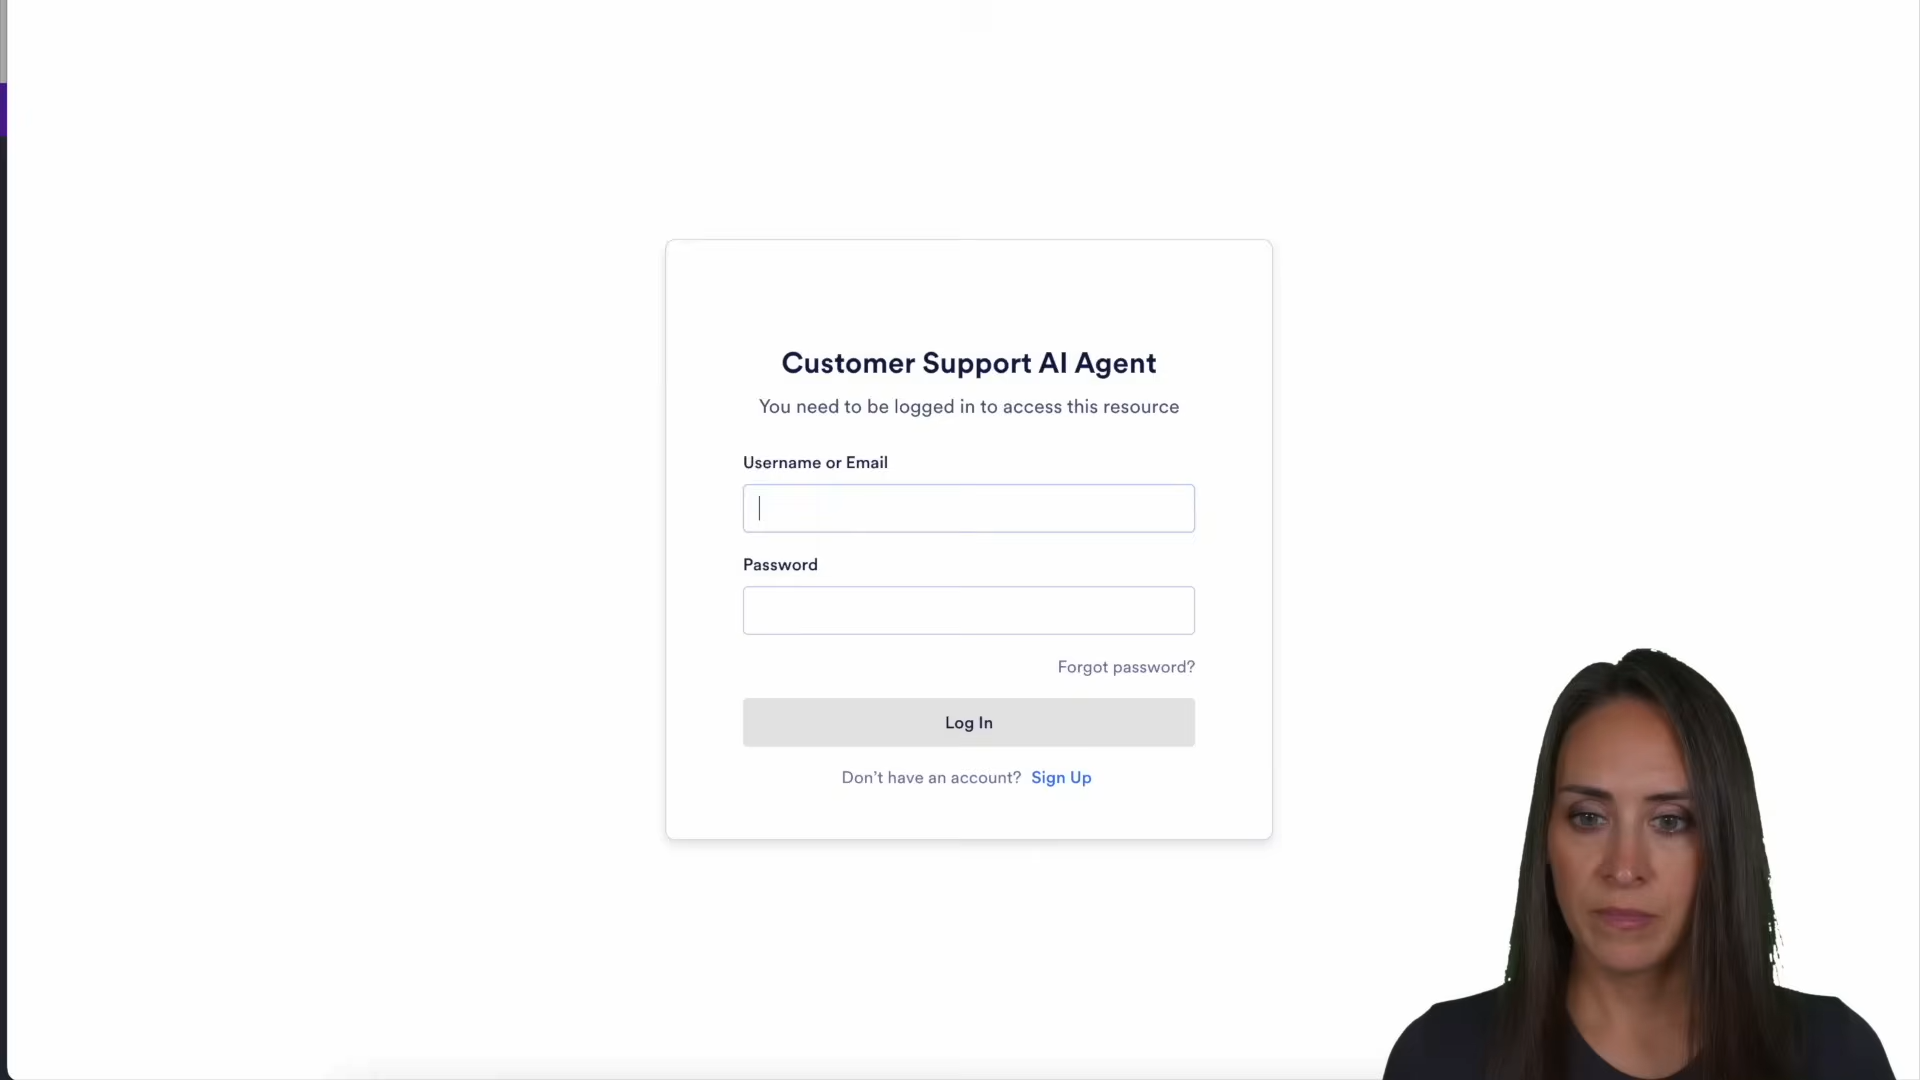 Customer Support AI Agent
You need to be logged in to access this resource
Username or Email
Password
Forgot password?
Log In
Don't have an account? Sign Up